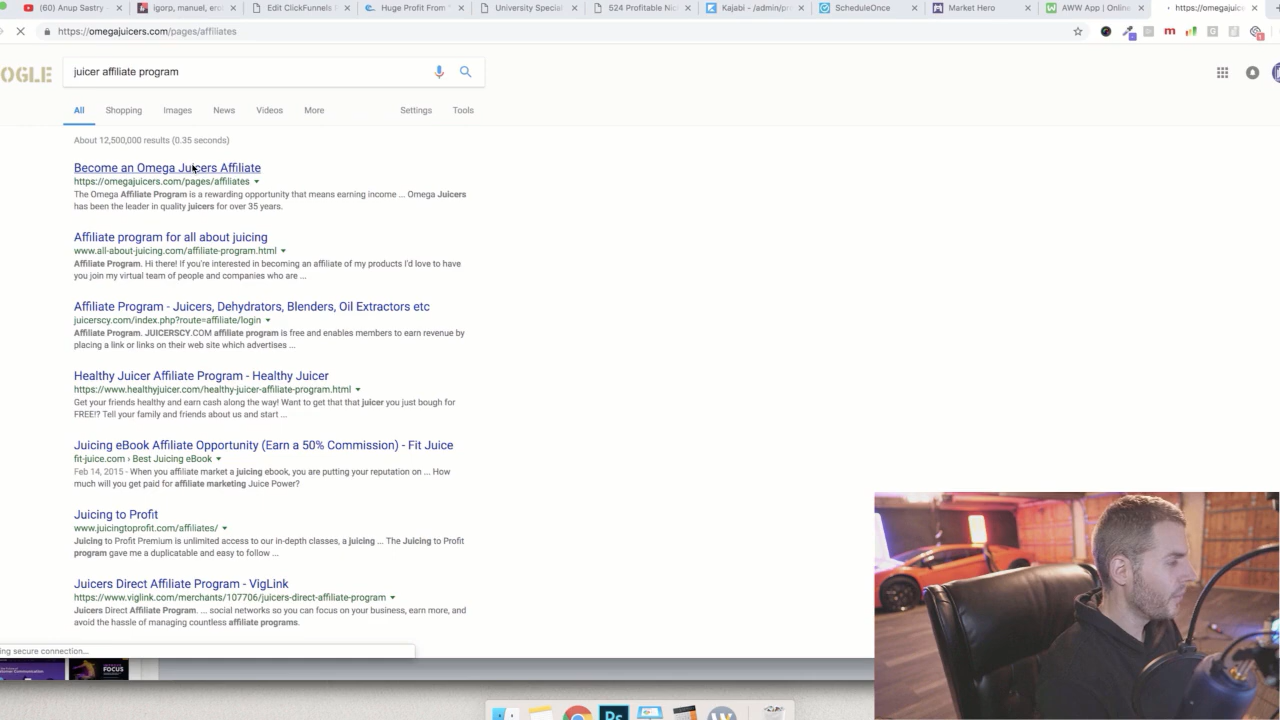 (60) Anup Sastry -
igorp, manuel, ero
Edit ClickFunnels
Huge Profit From
University Special
524 Profitable Nic
Kajabi - /admin/pr
ScheduleOnce
Market Hero
AWW App | Online
https://omegajuicers
https://omegajuicers.com/pages/affiliates
OGLE
juicer affiliate program
All
Shopping
Images
News
Videos
More
Settings
Tools
About 12,500,000 results (0.35 seconds)
Become an Omega Juicers Affiliate
https://omegajuicers.com/pages/affiliates
The Omega Affiliate Program is a rewarding opportunity that means earning income ... Omega Juicers
has been the leader in quality juicers for over 35 years.
Affiliate program for all about juicing
www.all-about-juicing.com/affiliate-program.html
Affiliate Program. Hi there! If you're interested in becoming an affiliate of my products I'd love to have
you join my virtual team of people and companies who are ...
Affiliate Program - Juicers, Dehydrators, Blenders, Oil Extractors etc
juicerscy.com/index.php?route=affiliate/login
Affiliate Program. JUICERSCY.COM affiliate program is free and enables members to earn revenue by
placing a link or links on their web site which advertises ...
Healthy Juicer Affiliate Program - Healthy Juicer
https://www.healthyjuicer.com/healthy-juicer-affiliate-program.html
Get your friends healthy and earn cash along the way! Want to get that that juicer you just bough for
FREE!? Tell your family and friends about us and start ...
Juicing eBook Affiliate Opportunity (Earn a 50% Commission) - Fit Juice
fit-juice.com › Best Juicing eBook
Feb 14, 2015 - When you affiliate market a juicing ebook, you are putting your reputation on ... How
much will you get paid for affiliate marketing Juice Power?
Juicing to Profit
www.juicingtoprofit.com/affiliates/
Juicing to Profit Premium is unlimited access to our in-depth classes, a juicing ... The Juicing to Profit
program gave me a duplicatable and easy to follow ...
Juicers Direct Affiliate Program - VigLink
https://www.viglink.com/merchants/107706/juicers-direct-affiliate-program
Juicers Direct Affiliate Program. ... social networks so you can focus on your business, earn more, and
avoid the hassle of managing countless affiliate programs.
ing secure connection...
FOCUS
Ps